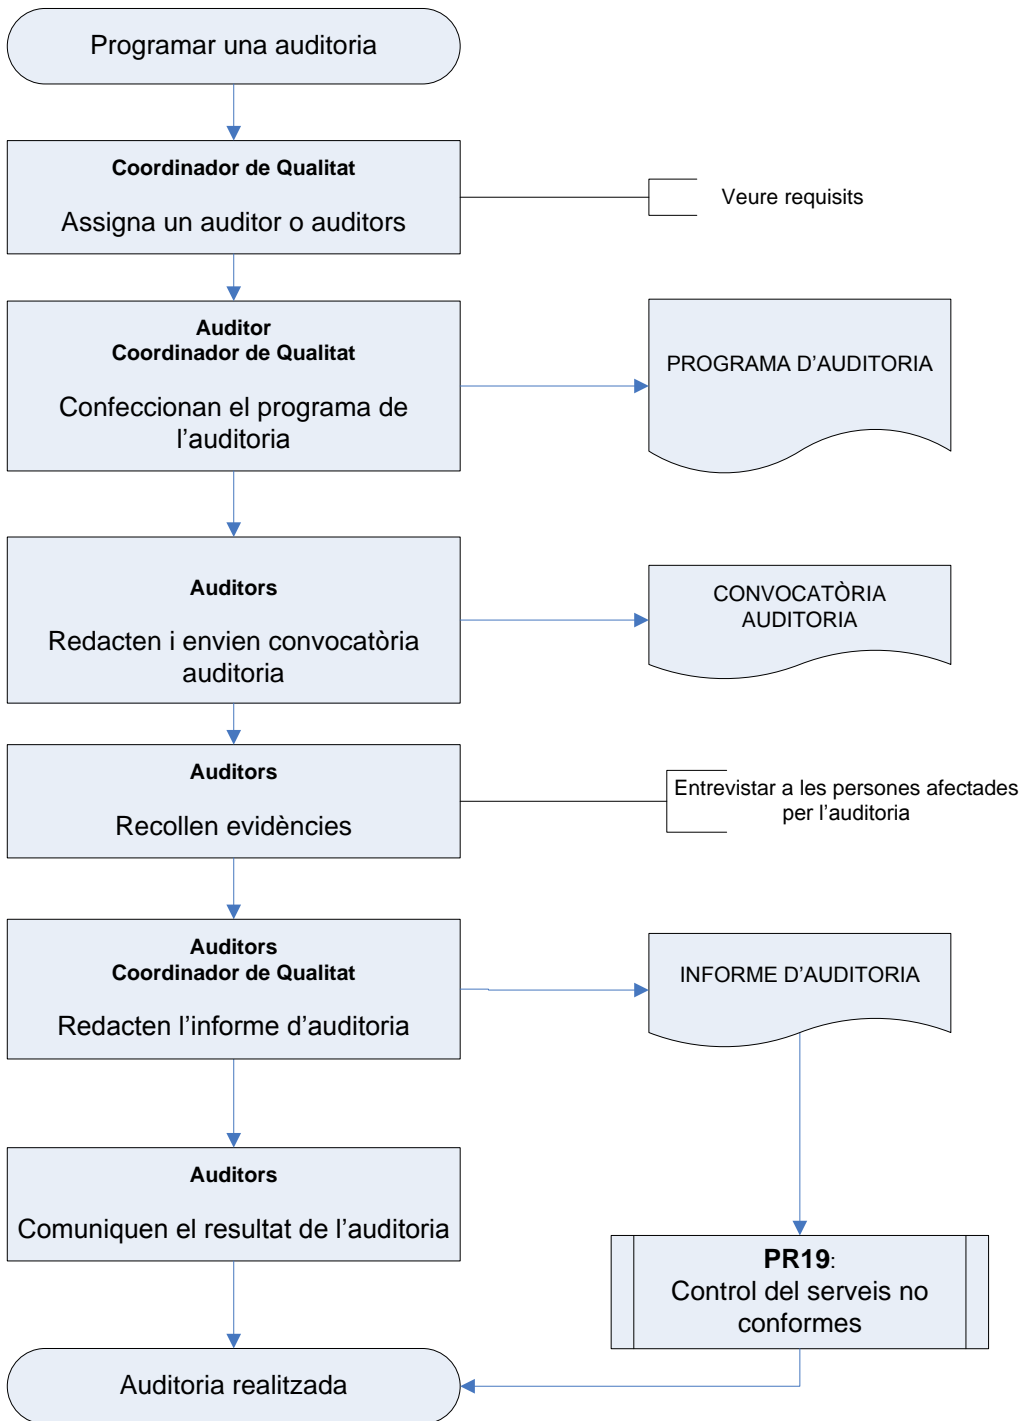 Programar una auditoria
Coordinador de Qualitat
Assigna un auditor o auditors
Veure requisits
Auditor
Coordinador de Qualitat
Confeccionan el programa de
l’auditoria
PROGRAMA D’AUDITORIA
Auditors
Redacten i envien convocatòria
auditoria
CONVOCATÒRIA
AUDITORIA
Auditors
Recollen evidències
Entrevistar a les persones afectades
per l’auditoria
Auditors
Coordinador de Qualitat
Redacten l’informe d’auditoria
INFORME D’AUDITORIA
Auditors
Comuniquen el resultat de l’auditoria
PR19:
Control del serveis no
conformes
Auditoria realitzada